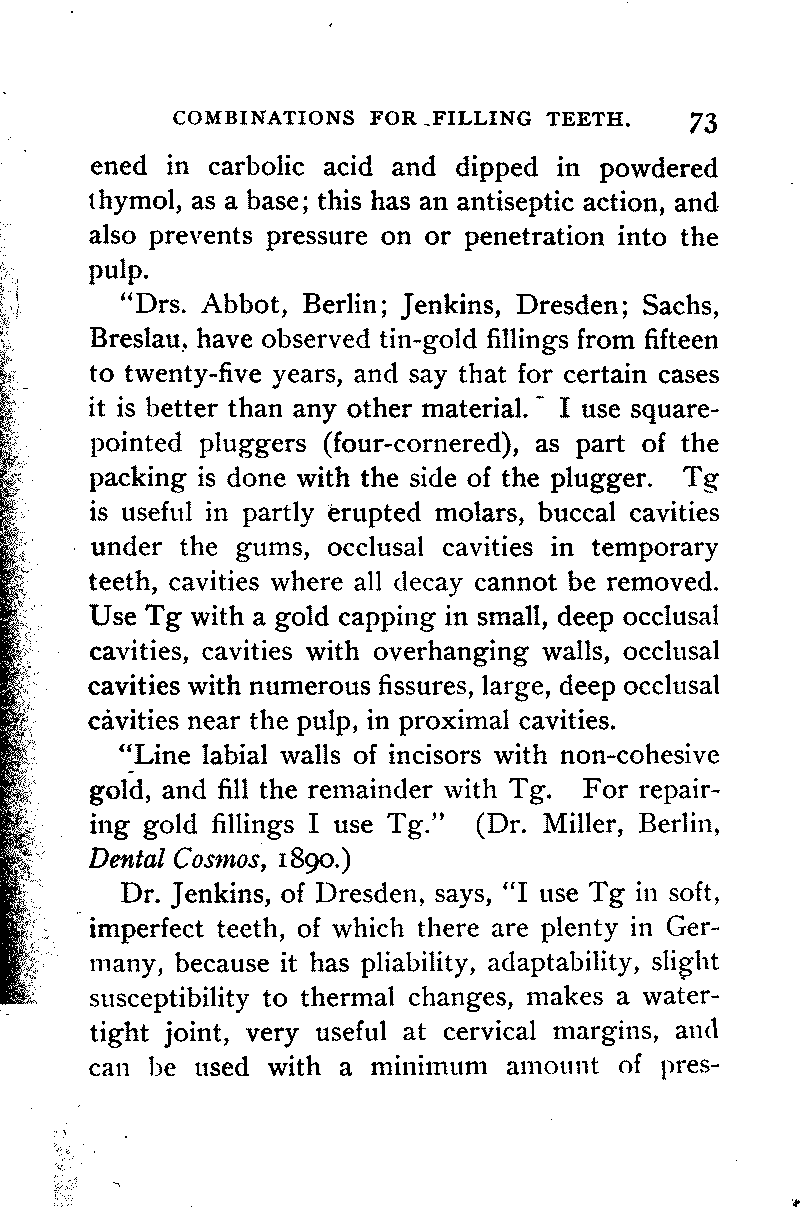 COMBINATIONS FOR FILLING TEETH. 73
ened in carbolic acid and dipped in powdered
thymol, as a base; this has an antiseptic action, and
also prevents pressure on or penetration into the
pulp.
“Drs. Abbot, Berlin; Jenkins, Dresden; Sachs,
Breslau, have observed tin-gold fillings from fifteen
to twenty-five years, and say that for certain cases
it is better than any other material. I use square-
pointed pluggers (four-cornered), as part of the
packing is done with the side of the plugger. Tg
is useful in partly erupted molars, buccal cavities
under the gums, occlusal cavities in temporary
teeth, cavities where all decay cannot be removed.
Use Tg with a gold capping in small, deep occlusal
cavities, cavities with overhanging walls, occlusal
cavities with numerous fissures, large, deep occlusal
cavities near the pulp, in proximal cavities.
“Line labial walls of incisors with non-cohesive
gold, and fill the remainder with Tg. For repair-
ing gold fillings I use Tg.” (Dr. Miller, Berlin,
Dental Cosmos, 1890.)
Dr. Jenkins, of Dresden, says, “I use Tg in soft,
imperfect teeth, of which there are plenty in Ger-
many, because it has pliability, adaptability, slight
susceptibility to thermal changes, makes a water-
tight joint, very useful at cervical margins, and
can be used with a minimum amount of pres-